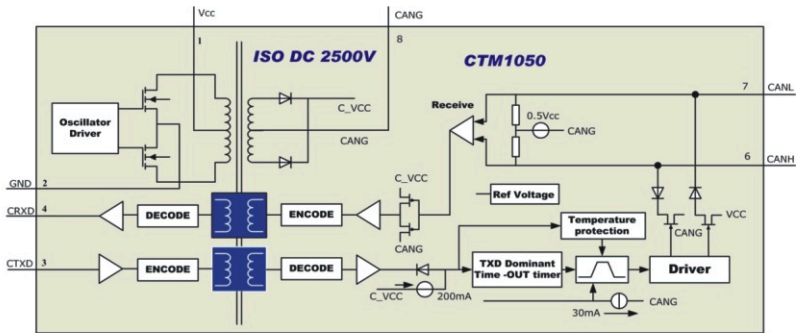 Vcc
CANG
1
8
ISO DC 2500V
CTM1050
7
CANL
Receive
0.5Vcc
CANG
C_VCC
CANG
Oscillator
Driver
6
CANH
GND
2
C_VCC
Ref Voltage
CRXD
4
DECODE
ENCODE
CANG
Temperature
protection
CANG
VCC
CTXD
3
ENCODE
DECODE
TXD Dominant
Time -OUT timer
Driver
C_VCC
200mA
30mA
CANG